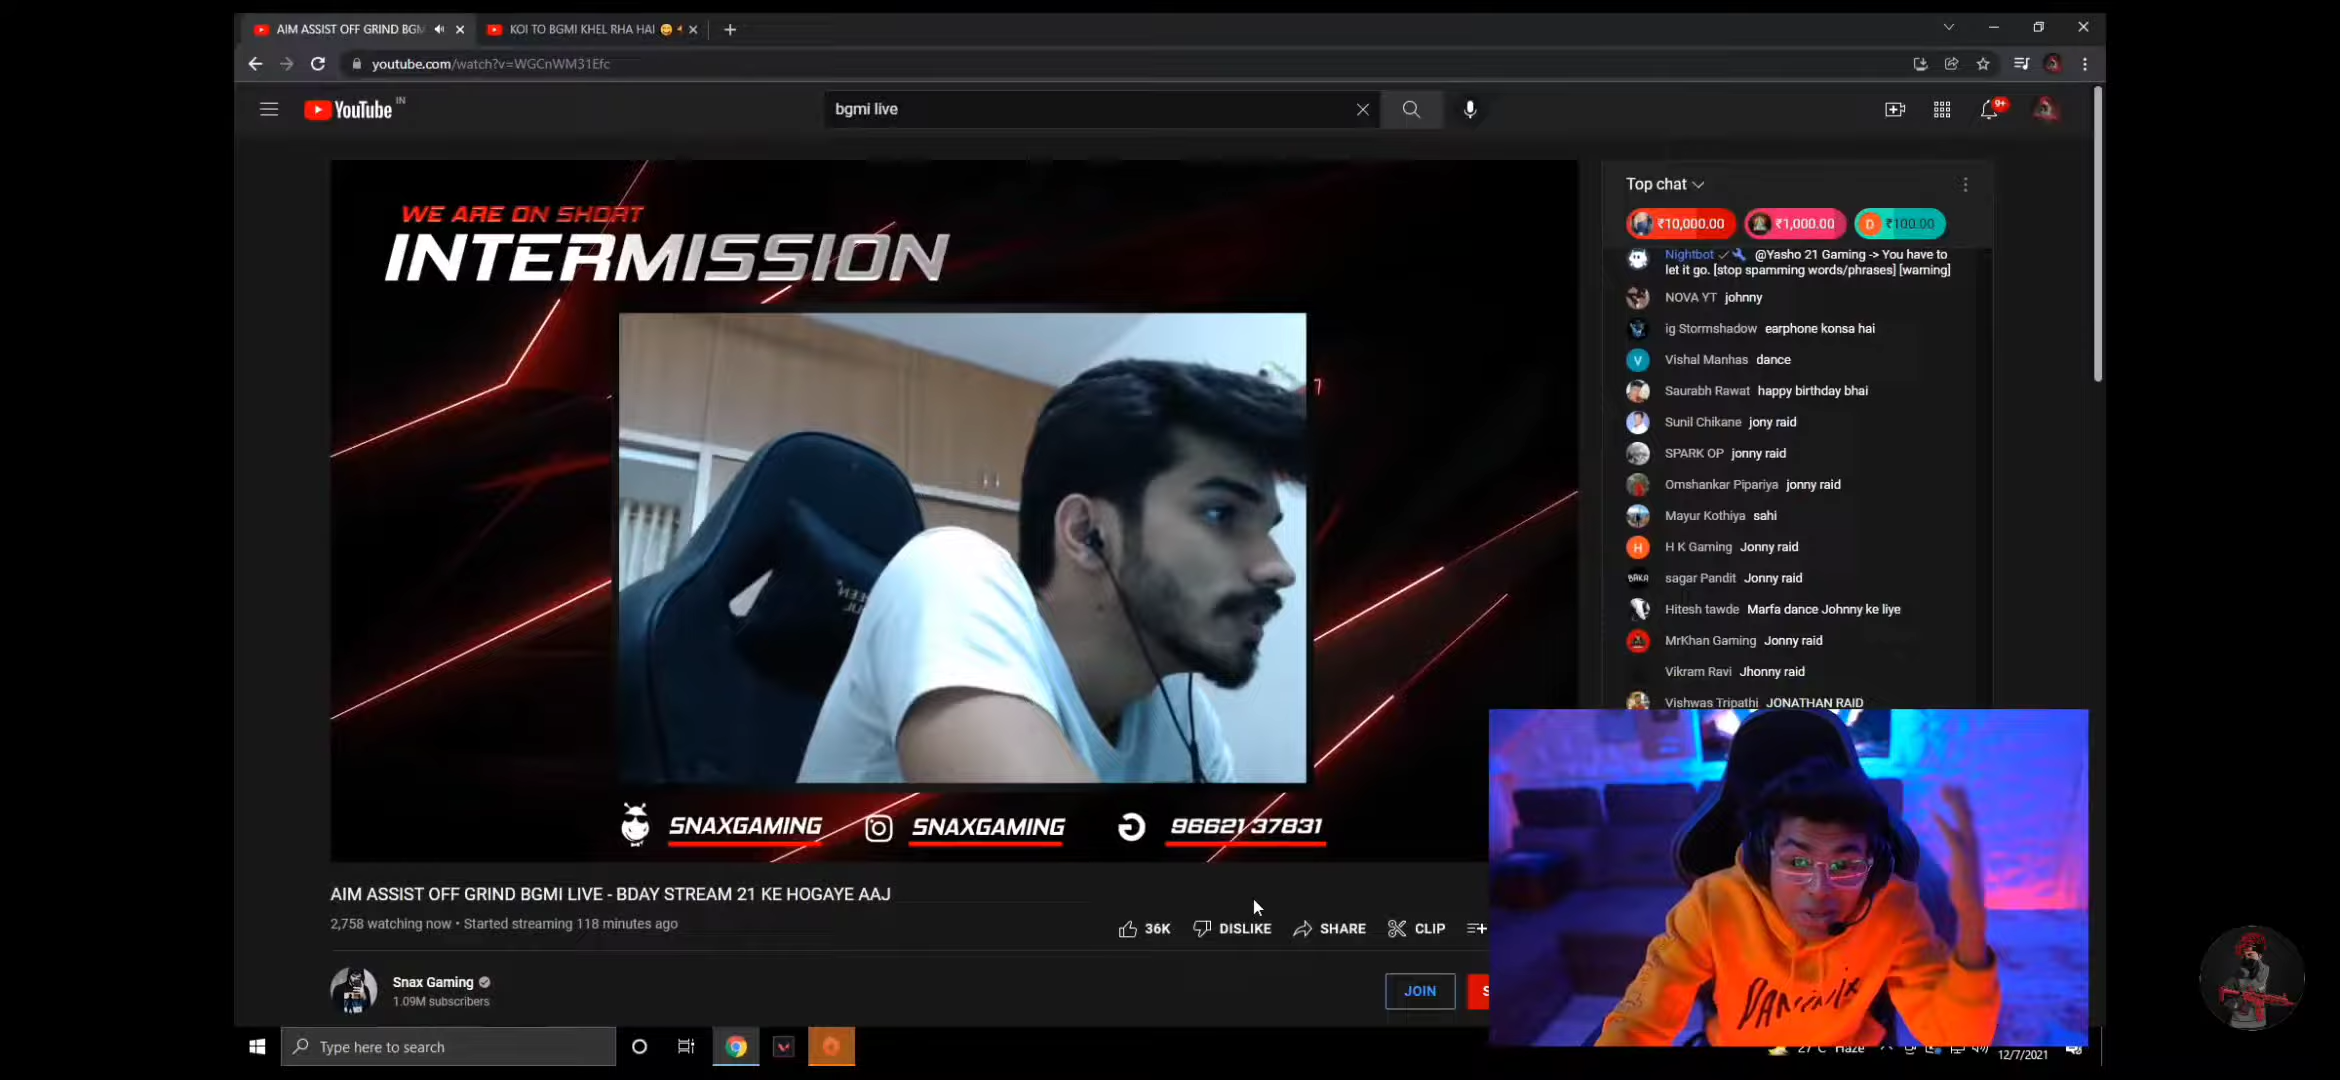 AIM ASSIST OFF GRIND BGM
KOI TO BGMI KHEL RHA HAI
youtube.com/watch?v=WGCnWM31Efc
YouTube IN
bgmi live
9+
WE ARE ON SHORT
INTERMISSION
SNAXGAMING
SNAXGAMING
9662137831
AIM ASSIST OFF GRIND BGMI LIVE - BDAY STREAM 21 KE HOGAYE AAJ
2,758 watching now • Started streaming 118 minutes ago
36K DISLIKE SHARE CLIP
Snax Gaming
1.09M subscribers
JOIN
S
Top chat
₹10,000.00 ₹1,000.00 D ₹100.00
Nightbot @Yasho 21 Gaming -> You have to
let it go. [stop spamming words/phrases] [warning]
NOVA YT johnny
ig Stormshadow earphone konsa hai
V Vishal Manhas dance
Saurabh Rawat happy birthday bhai
Sunil Chikane jony raid
SPARK OP jonny raid
Omshankar Pipariya jonny raid
Mayur Kothiya sahi
H H K Gaming Jonny raid
sagar Pandit Jonny raid
Hitesh tawde Marfa dance Johnny ke liye
MrKhan Gaming Jonny raid
Vikram Ravi Jhonny raid
Vishwas Tripathi JONATHAN RAID
Type here to search
27°C Haze
12/7/2021